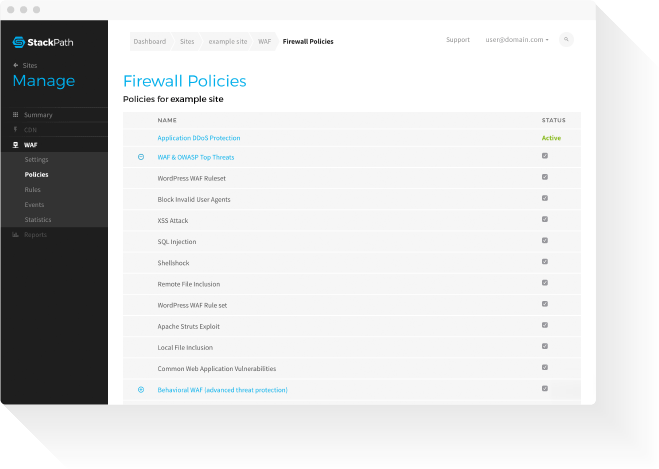 StackPath
Dashboard Sites example site WAF Firewall Policies
Support user@domain.com
Sites
Manage
Summary
CDN
WAF
Settings
Policies
Rules
Events
Statistics
Reports
Firewall Policies
Policies for example site
NAME STATUS
Application DDoS Protection Active
WAF & OWASP Top Threats
WordPress WAF Ruleset
Block Invalid User Agents
XSS Attack
SQL Injection
Shellshock
Remote File Inclusion
WordPress WAF Rule set
Apache Struts Exploit
Local File Inclusion
Common Web Application Vulnerabilities
Behavioral WAF (advanced threat protection)